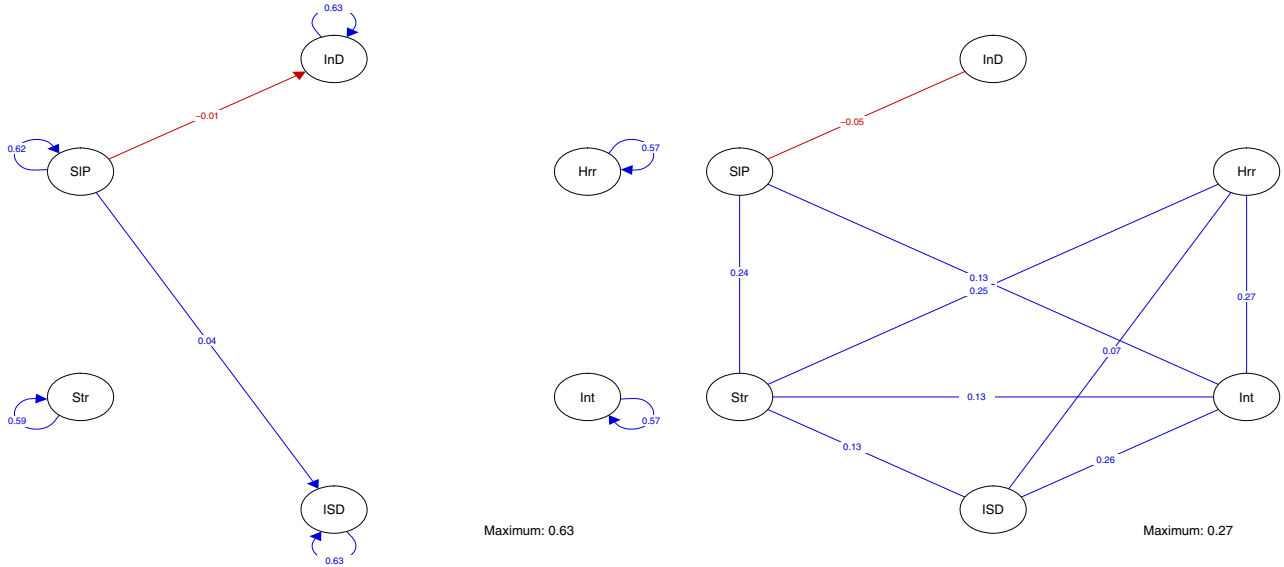 0.63
InD
−0.01
0.62
SIP
Hrr
0.57
0.04
Str
0.59
Int
0.57
ISD
0.63
Maximum: 0.63
InD
−0.05
SIP
Hrr
0.24
0.13
0.25
0.27
0.07
Str
0.13
Int
0.13
0.26
ISD
Maximum: 0.27